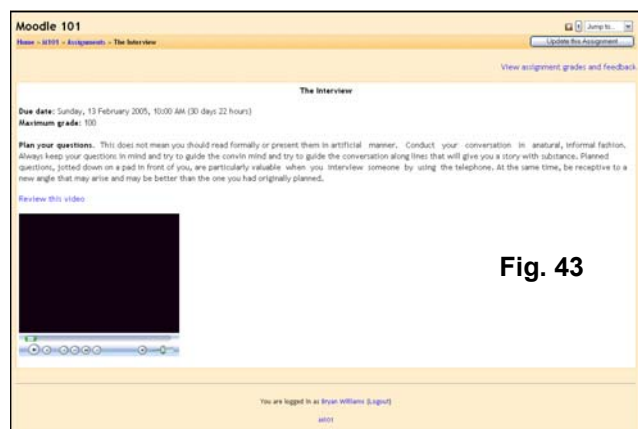 Moodle 101
Jump to...
Home » M101 » Assignments » The Interview
Update this Assignment
View assignment grades and feedback
The Interview
Due date: Sunday, 13 February 2005, 10:00 AM (30 days 22 hours)
Maximum grade: 100
Plan your questions. This does not mean you should read formally or present them in artificial manner. Conduct your conversation in anatural, informal fashion.
Always keep your questions in mind and try to guide the convin mind and try to guide the conversation along lines that will give you a story with substance. Planned
questions, jotted down on a pad in front of you, are particularly valuable when you interview someone by using the telephone. At the same time, be receptive to a
new angle that may arise and may be better than the one you had originally planned.
Review this video
Fig. 43
You are logged in as Bryan Williams (Logout)
M101